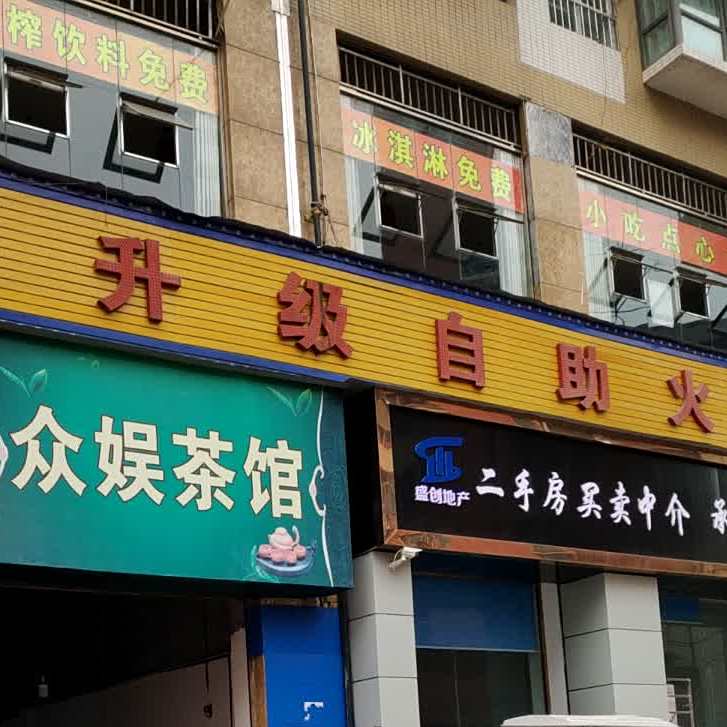 榨饮料免费
冰淇淋免费
小吃点心
升级自助火
众娱茶馆
盛创地产
二手房买卖中介